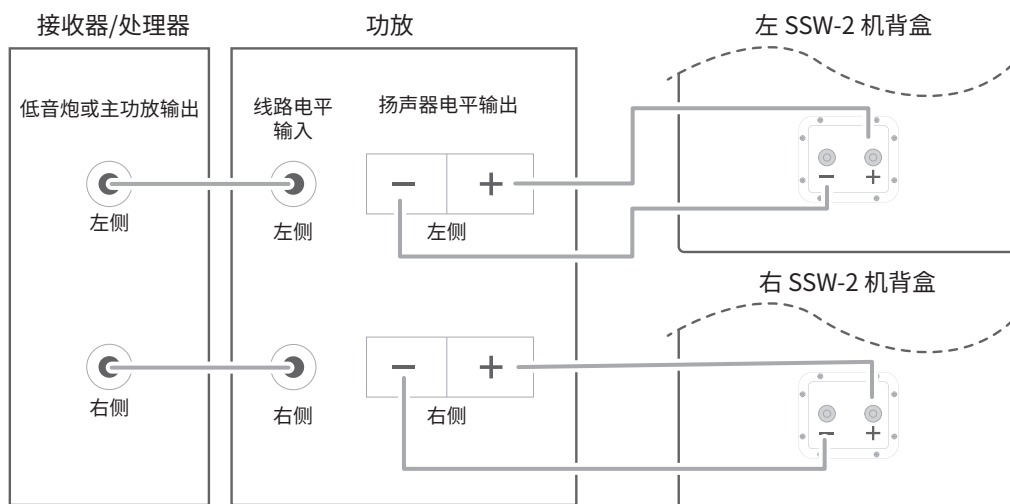 接收器/处理器
功放
左 SSW-2 机背盒
低音炮或主功放输出
线路电平
输入
扬声器电平输出
− +
− +
左侧
左侧
左侧
右 SSW-2 机背盒
− +
− +
右侧
右侧
右侧